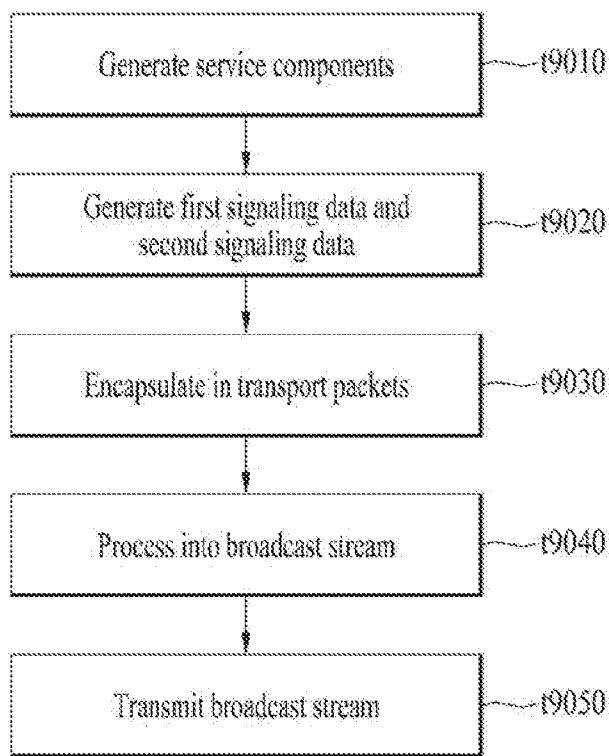 Generate service components
t9010
Generate first signaling data and
second signaling data
t9020
Encapsulate in transport packets
t9030
Process into broadcast stream
t9040
Transmit broadcast stream
t9050